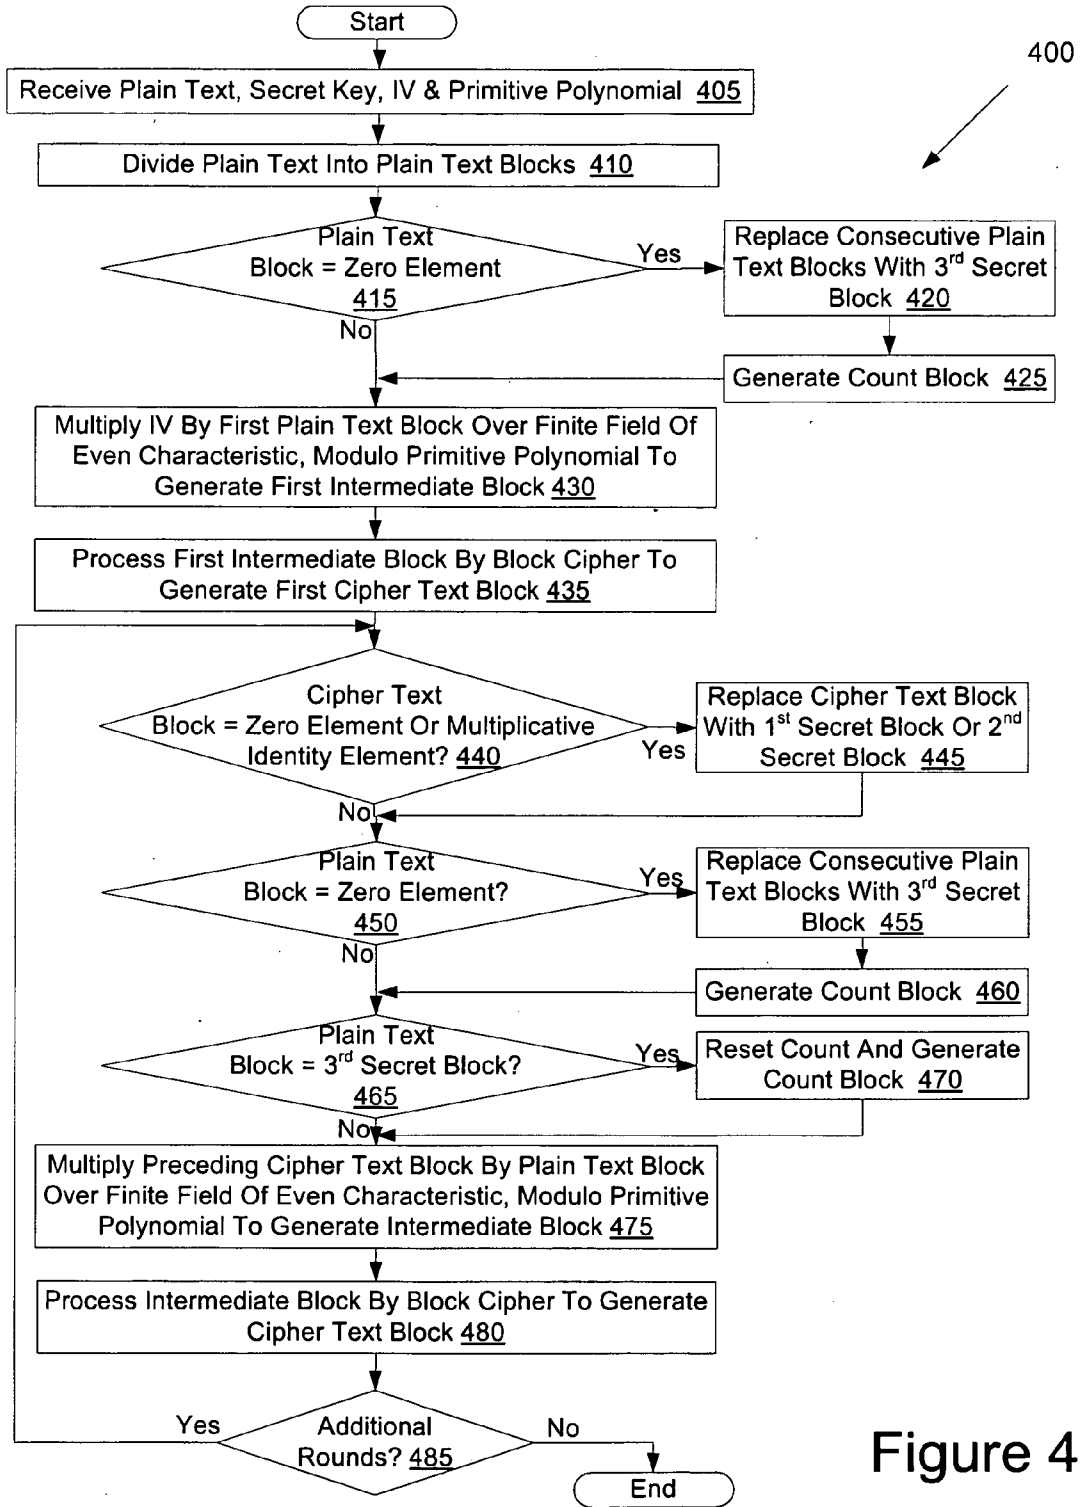 Start
400
Receive Plain Text, Secret Key, IV & Primitive Polynomial 405
Divide Plain Text Into Plain Text Blocks 410
Plain Text
Block = Zero Element
415
Yes
No
Replace Consecutive Plain
Text Blocks With 3rd Secret
Block 420
Generate Count Block 425
Multiply IV By First Plain Text Block Over Finite Field Of
Even Characteristic, Modulo Primitive Polynomial To
Generate First Intermediate Block 430
Process First Intermediate Block By Block Cipher To
Generate First Cipher Text Block 435
Cipher Text
Block = Zero Element Or Multiplicative
Identity Element? 440
Yes
No
Replace Cipher Text Block
With 1st Secret Block Or 2nd
Secret Block 445
Plain Text
Block = Zero Element?
450
Yes
No
Replace Consecutive Plain
Text Blocks With 3rd Secret
Block 455
Generate Count Block 460
Plain Text
Block = 3rd Secret Block?
465
Yes
No
Reset Count And Generate
Count Block 470
Multiply Preceding Cipher Text Block By Plain Text Block
Over Finite Field Of Even Characteristic, Modulo Primitive
Polynomial To Generate Intermediate Block 475
Process Intermediate Block By Block Cipher To Generate
Cipher Text Block 480
Additional
Rounds? 485
Yes
No
End
Figure 4